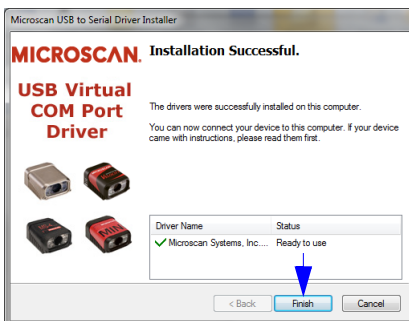 Microscan USB to Serial Driver Installer
MICROSCAN.
Installation Successful.
USB Virtual
COM Port
Driver
The drivers were successfully installed on this computer.
You can now connect your device to this computer. If your device
came with instructions, please read them first.
Driver Name Status
Microscan Systems, Inc.... Ready to use
< Back Finish Cancel